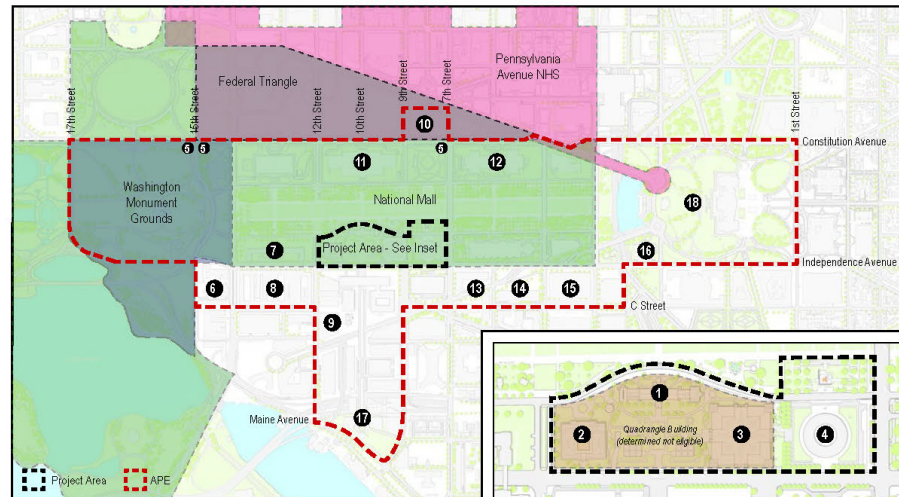 Federal Triangle
Pennsylvania
Avenue NHS
17th Street
15th Street
12th Street
10th Street
9th Street
7th Street
1st Street
10
Constitution Avenue
5
5
5
11
12
Washington
Monument
Grounds
National Mall
18
7
Project Area - See Inset
16
Independence Avenue
6
8
13
14
15
C Street
9
Maine Avenue
17
1
2
Quadrangle Building
(determined not eligible)
3
4
Project Area
APE